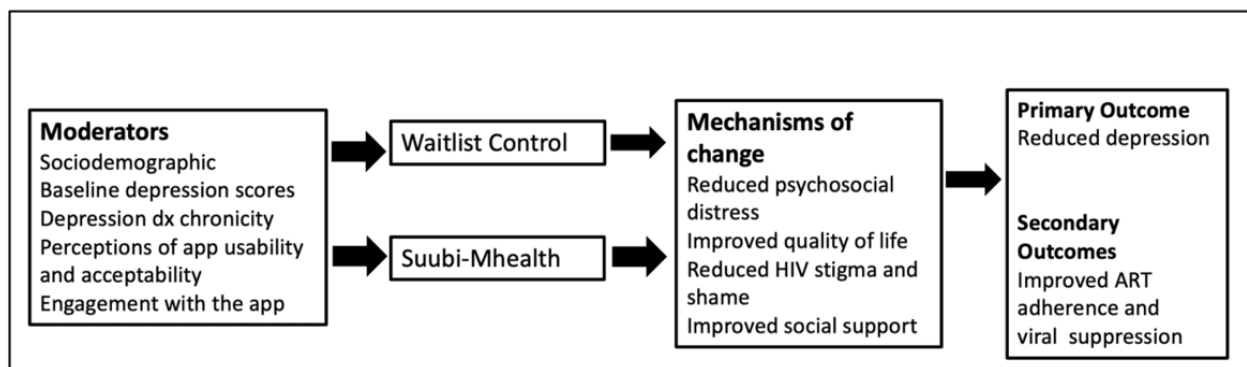 Moderators
Sociodemographic
Baseline depression scores
Depression dx chronicity
Perceptions of app usability
and acceptability
Engagement with the app
Waitlist Control
Suubi-Mhealth
Mechanisms of
change
Reduced psychosocial
distress
Improved quality of life
Reduced HIV stigma and
shame
Improved social support
Primary Outcome
Reduced depression
Secondary
Outcomes
Improved ART
adherence and
viral suppression